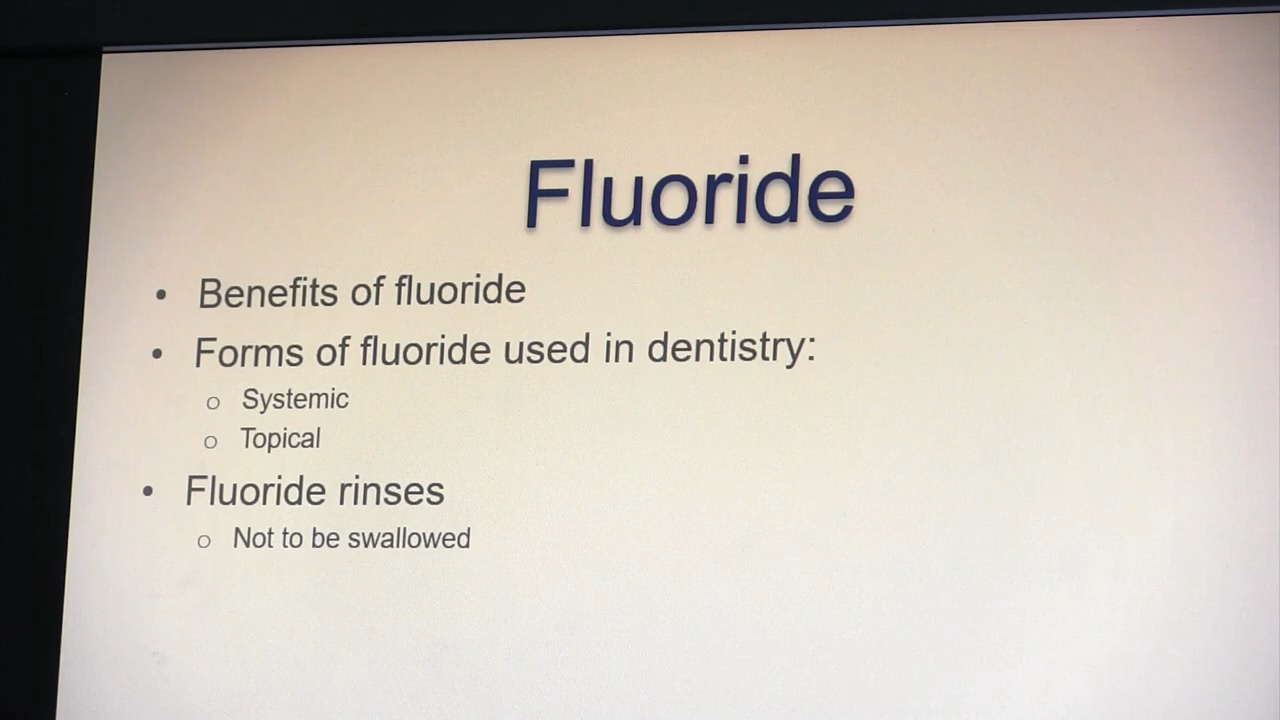 Fluoride
• Benefits of fluoride
• Forms of fluoride used in dentistry:
o Systemic
o Topical
• Fluoride rinses
o Not to be swallowed